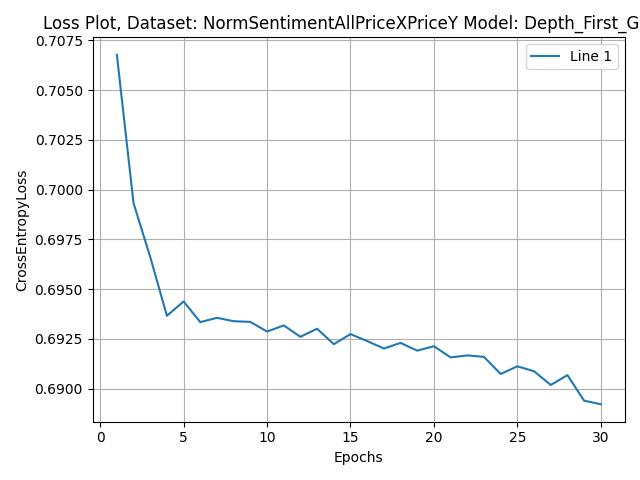 Loss Plot, Dataset: NormSentimentAllPriceXPriceY Model: Depth_First_G
0.7075
0.7050
0.7025
0.7000
0.6975
0.6950
0.6925
0.6900
CrossEntropyLoss
Line 1
0 5 10 15 20 25 30
Epochs